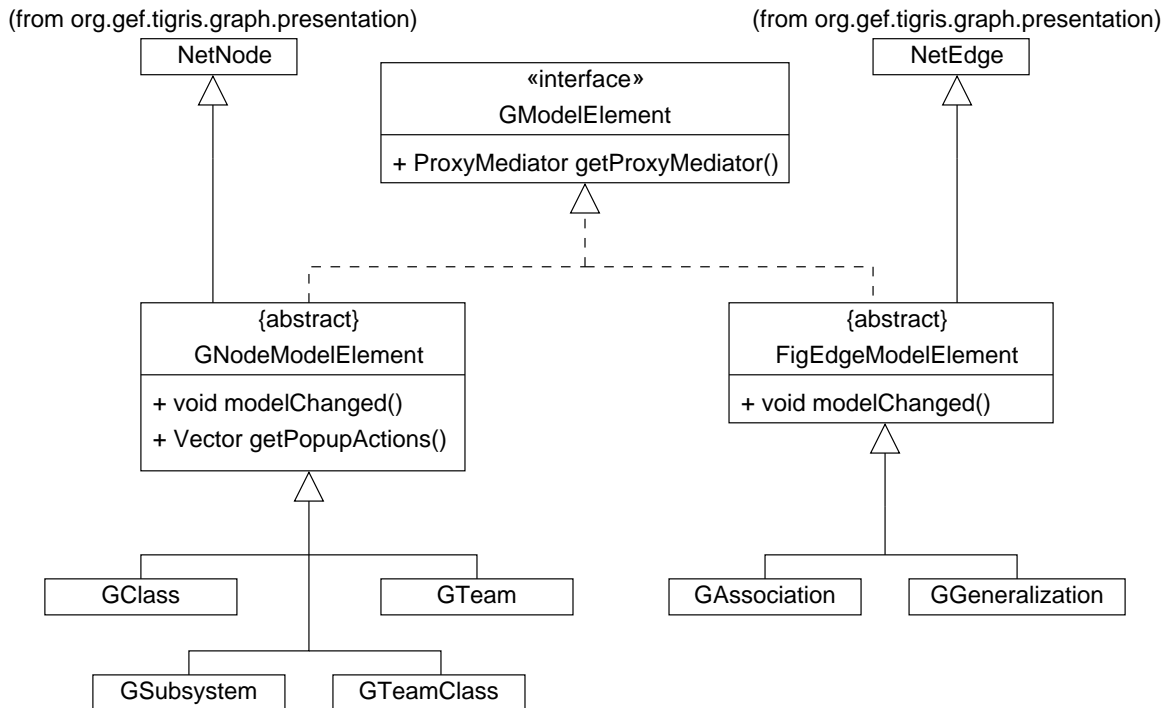 (from org.gef.tigris.graph.presentation)
(from org.gef.tigris.graph.presentation)
NetNode
NetEdge
«interface»
GModelElement
+ ProxyMediator getProxyMediator()
{abstract}
GNodeModelElement
+ void modelChanged()
+ Vector getPopupActions()
{abstract}
FigEdgeModelElement
+ void modelChanged()
GClass
GTeam
GAssociation
GGeneralization
GSubsystem
GTeamClass